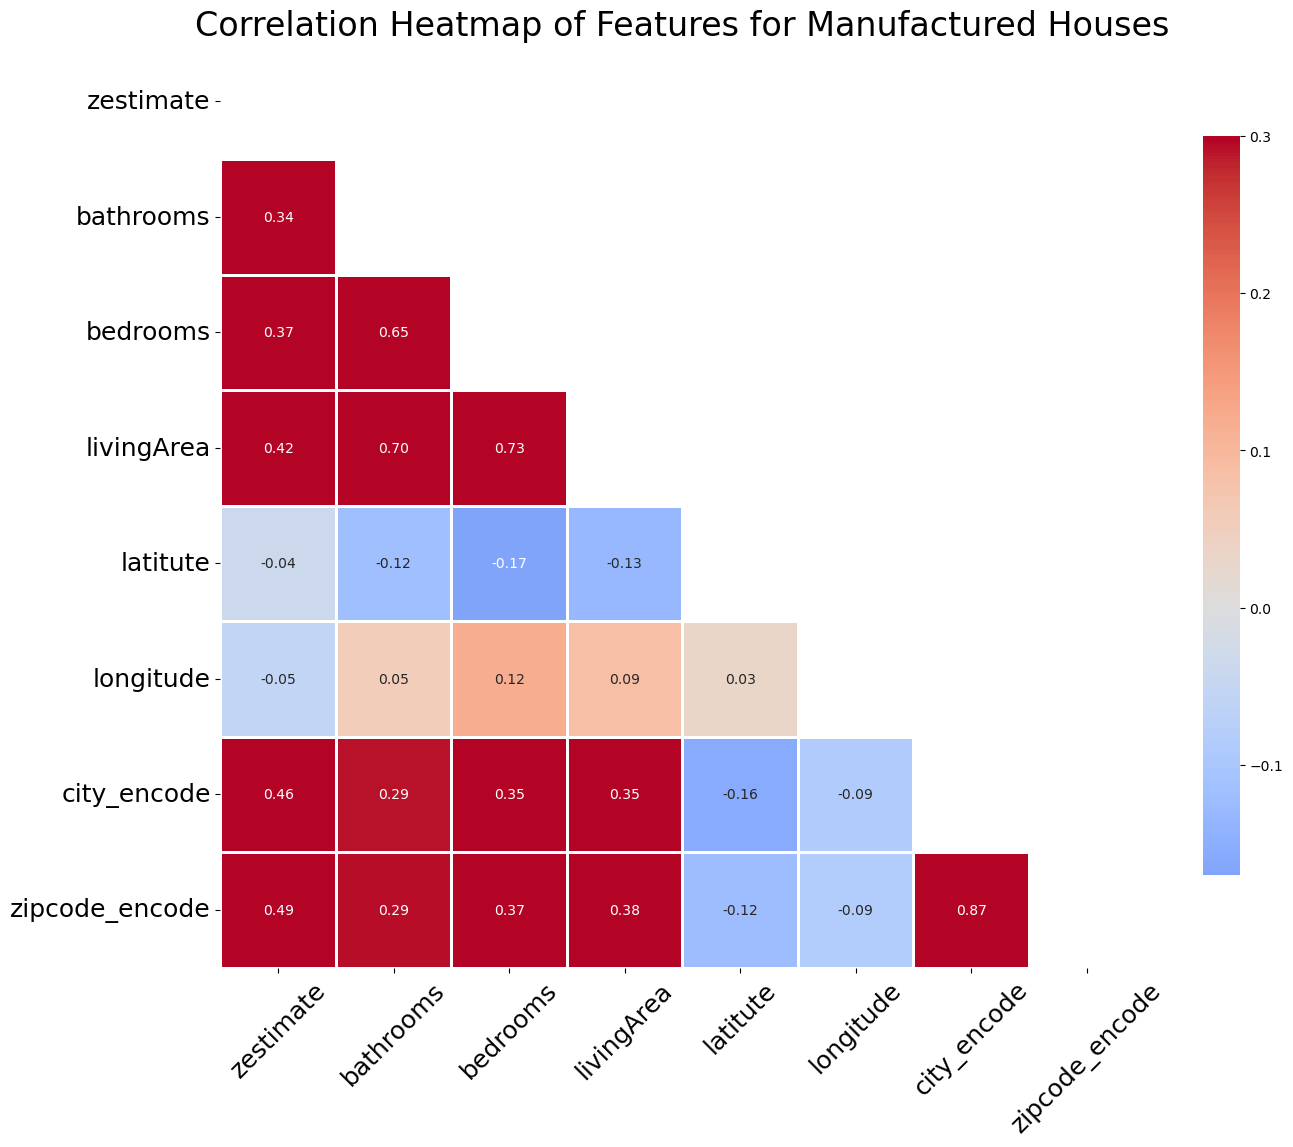 Correlation Heatmap of Features for Manufactured Houses
zestimate
bathrooms
0.34
bedrooms
0.37 0.65
livingArea
0.42 0.70 0.73
latitute
-0.04 -0.12 -0.17 -0.13
longitude
-0.05 0.05 0.12 0.09 0.03
city_encode
0.46 0.29 0.35 0.35 -0.16 -0.09
zipcode_encode
0.49 0.29 0.37 0.38 -0.12 -0.09 0.87
zestimate
bathrooms
bedrooms
livingArea
latitute
longitude
city_encode
zipcode_encode
0.3
0.2
0.1
0.0
−0.1